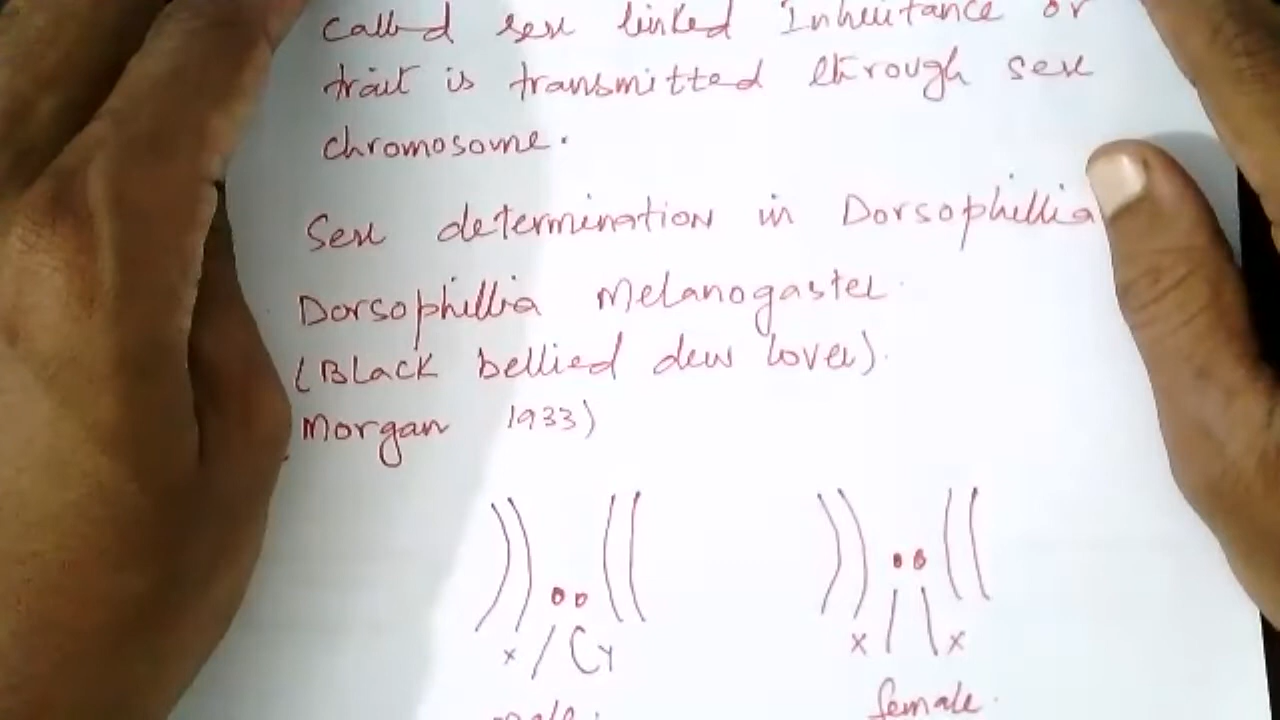 called sex linked Inheritance or
trait is transmitted through sex
chromosome.
Sex determination in Dorsophillia
Dorsophillia Melanogaster.
(Black bellied dew lover).
Morgan 1933)
x y x x
male. female.